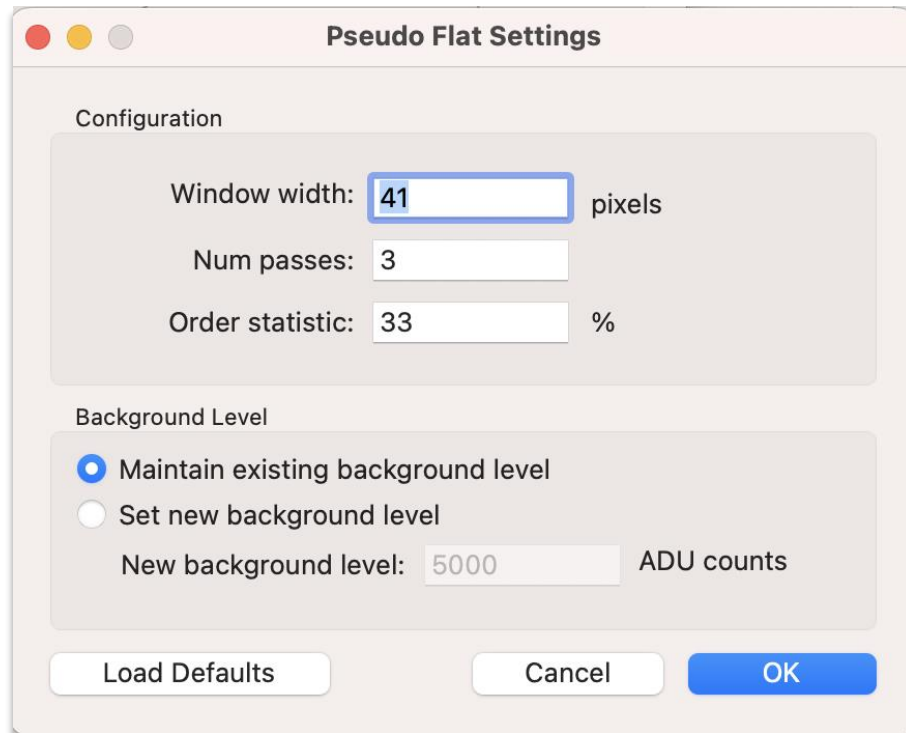 Pseudo Flat Settings
Configuration
Window width: 41 pixels
Num passes: 3
Order statistic: 33 %
Background Level
Maintain existing background level
Set new background level
New background level: 5000 ADU counts
Load Defaults Cancel OK